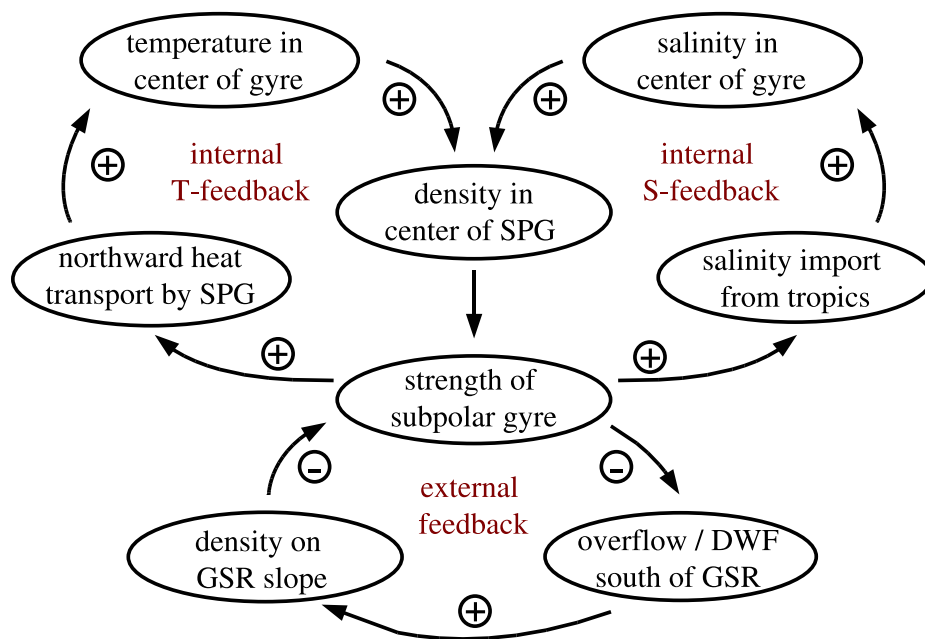 temperature in
center of gyre
salinity in
center of gyre
+
+
+
+
internal
T-feedback
internal
S-feedback
density in
center of SPG
northward heat
transport by SPG
salinity import
from tropics
+
+
strength of
subpolar gyre
-
-
external
feedback
density on
GSR slope
overflow / DWF
south of GSR
+